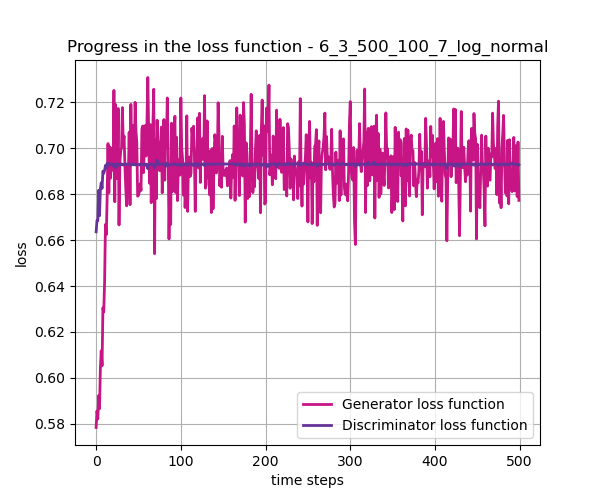 Progress in the loss function - 6_3_500_100_7_log_normal
0.72
0.70
0.68
0.66
0.64
0.62
0.60
0.58
loss
Generator loss function
Discriminator loss function
0 100 200 300 400 500
time steps